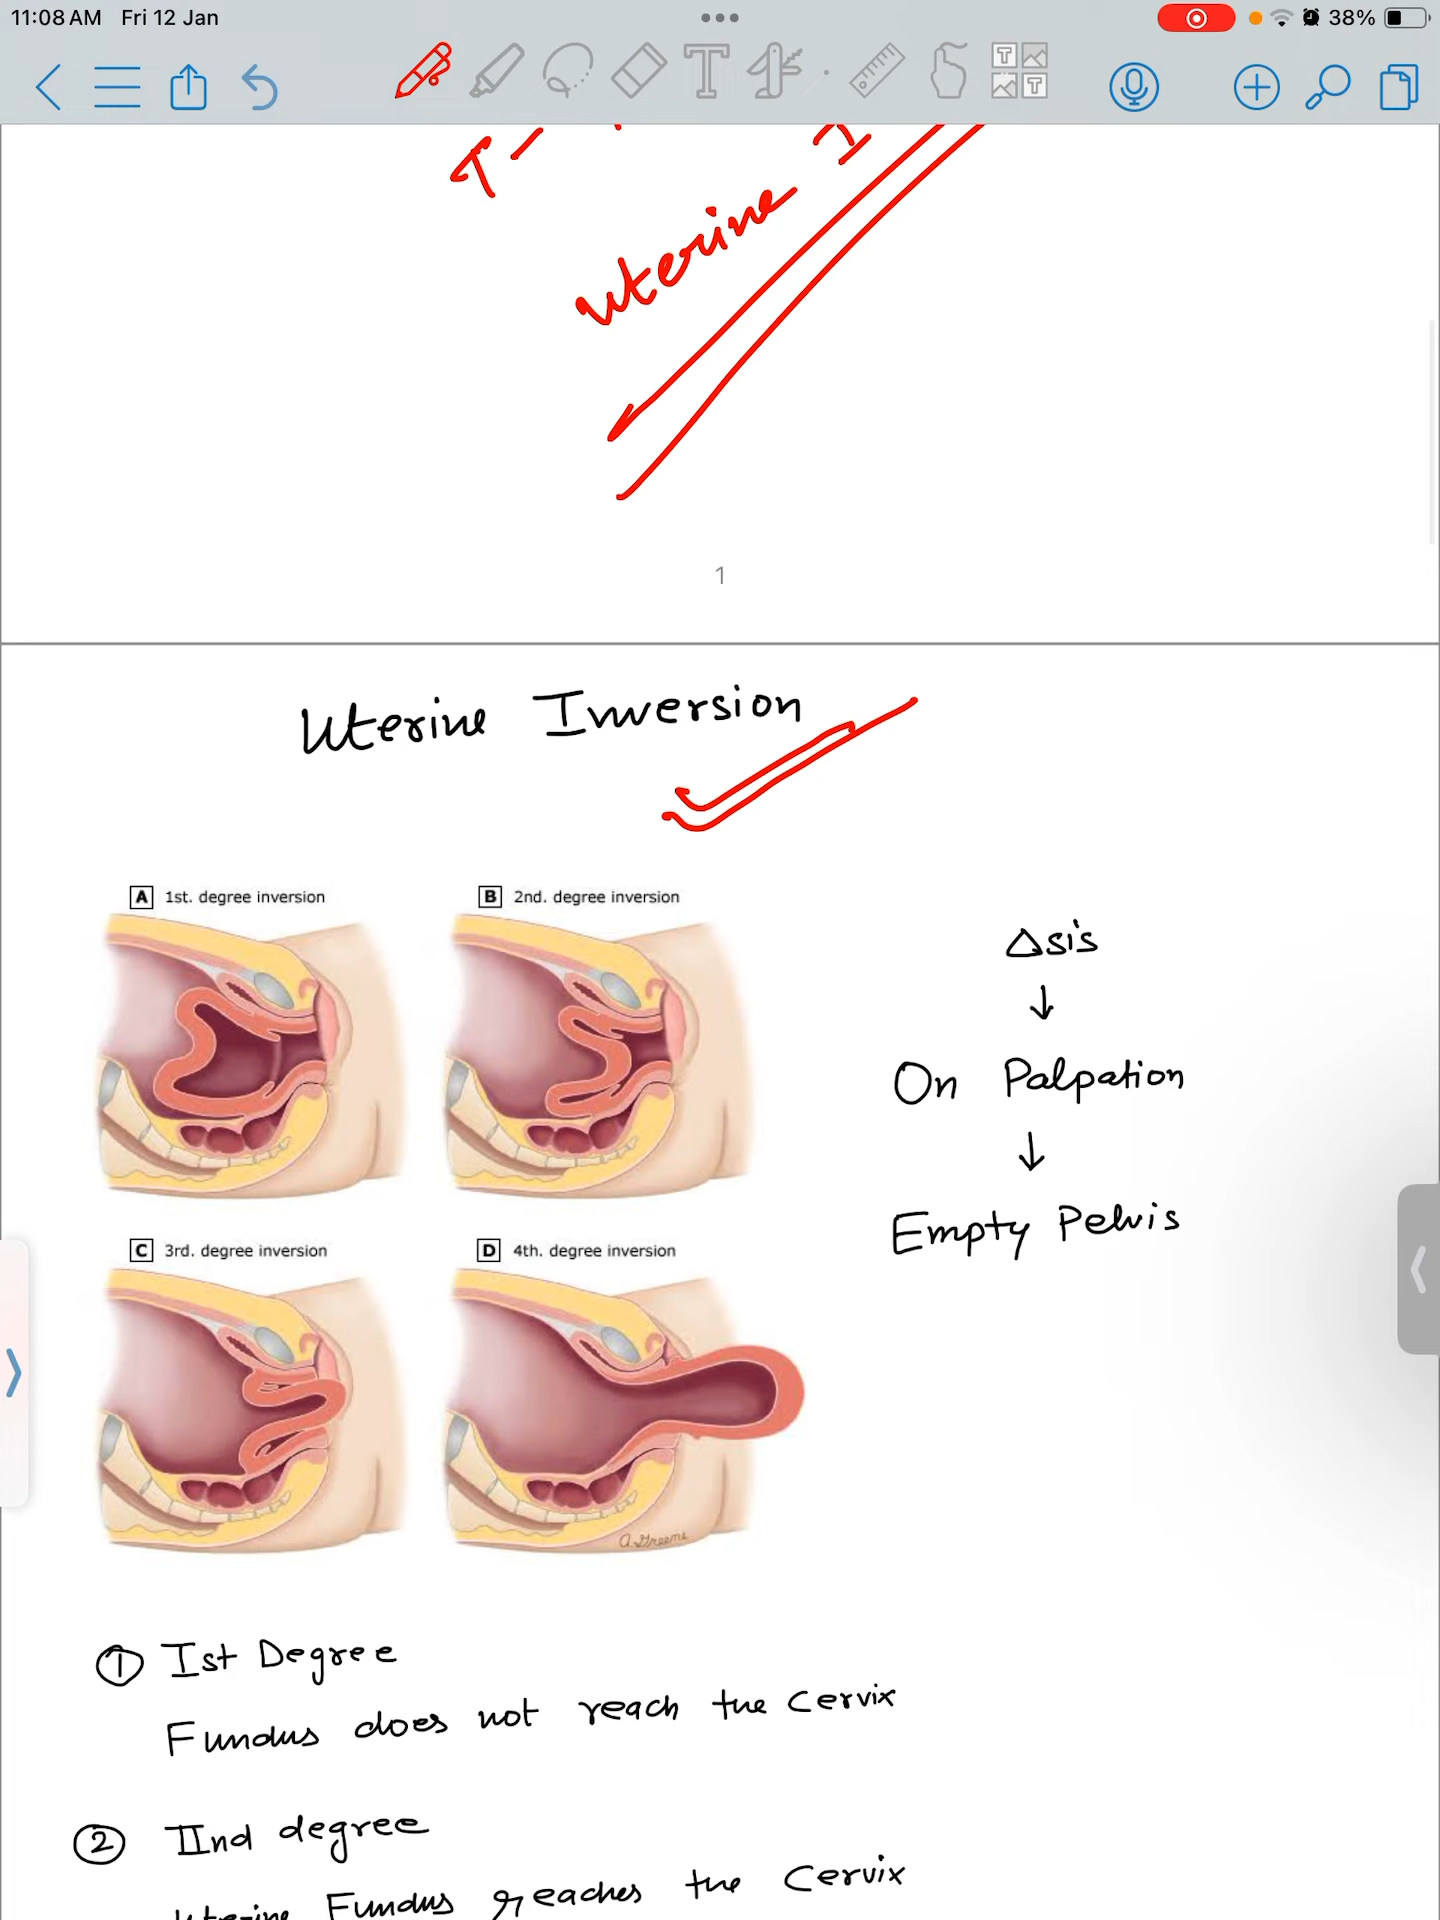 11:08 AM Fri 12 Jan
38%
T
T
T-
uterine I
1
Uterine Inversion
A 1st. degree inversion
B 2nd. degree inversion
Δsis
↓
On Palpation
↓
Empty Pelvis
C 3rd. degree inversion
D 4th. degree inversion
A.Greene
① Ist Degree
Fundus does not reach the Cervix
② IInd degree
Uterine Fundus reaches the Cervix